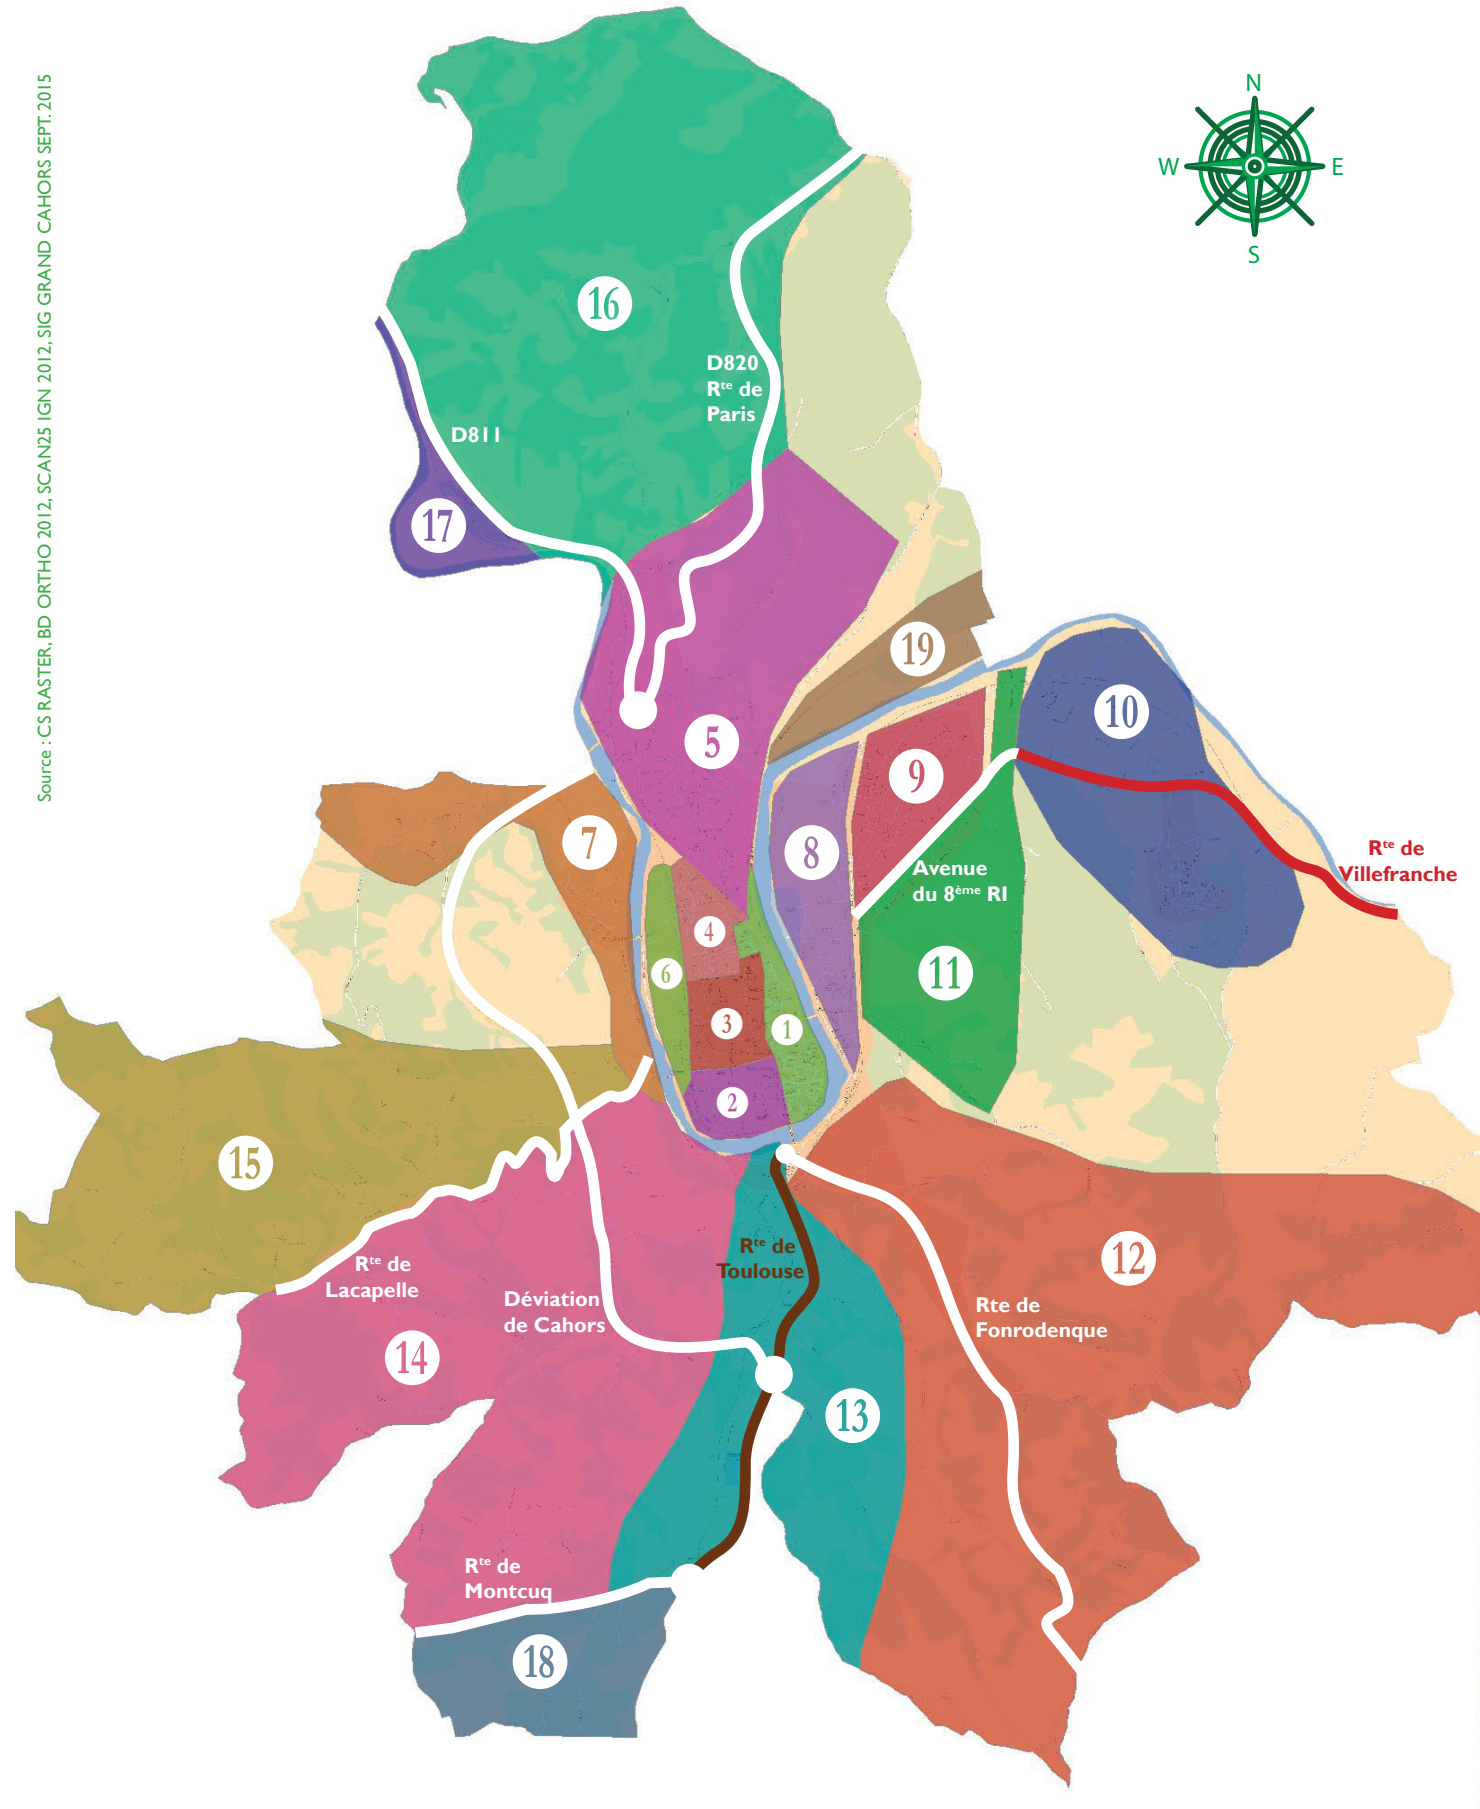 Source : CS RASTER, BD ORTHO 2012, SCAN25 IGN 2012, SIG GRAND CAHORS SEPT. 2015
N
W
E
S
16
D820
Rte de
Paris
D811
17
19
10
5
9
7
8
Rte de
Villefranche
Avenue
du 8ème RI
4
6
11
3
1
2
15
Rte de
Toulouse
12
Rte de
Lacapelle
Déviation
de Cahors
Rte de
Fonrodenque
14
13
Rte de
Montcuq
18